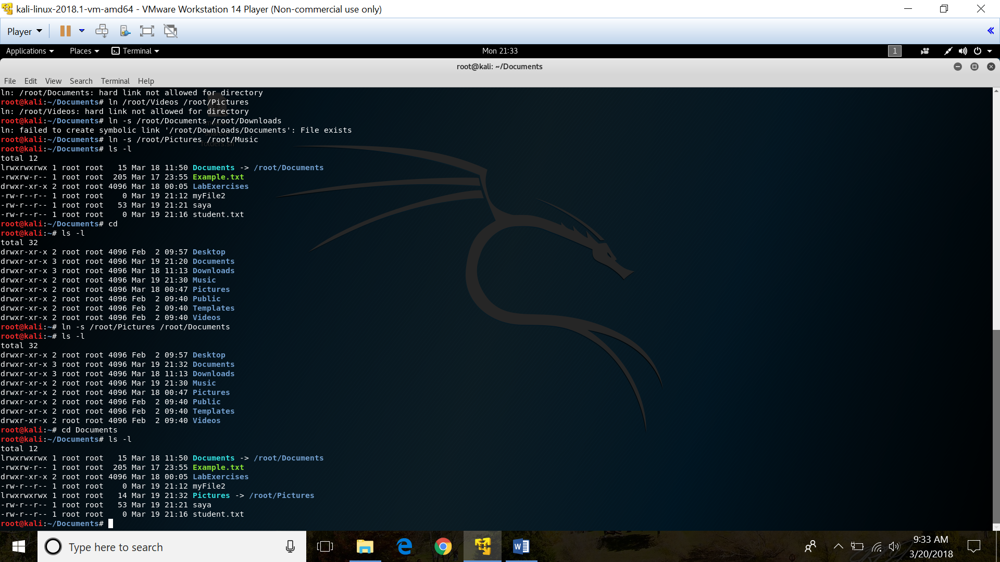 kali-linux-2018.1-vm-amd64 - VMware Workstation 14 Player (Non-commercial use only)
Player
Applications Places Terminal Mon 21:33 1
root@kali: ~/Documents
File Edit View Search Terminal Help
ln: /root/Documents: hard link not allowed for directory
root@kali:~/Documents# ln /root/Videos /root/Pictures
ln: /root/Videos: hard link not allowed for directory
root@kali:~/Documents# ln -s /root/Documents /root/Downloads
ln: failed to create symbolic link '/root/Downloads/Documents': File exists
root@kali:~/Documents# ln -s /root/Pictures /root/Music
folders.sh
root@kali:~/Documents# ls -l
total 12
lrwxrwxrwx 1 root root   15 Mar 18 11:50 Documents -> /root/Documents
-rwxrw-r-- 1 root root  205 Mar 17 23:55 Example.txt
drwxr-xr-x 2 root root 4096 Mar 18 00:05 LabExercises
-rw-r--r-- 1 root root    0 Mar 19 21:12 myFile2
-rw-r--r-- 1 root root   53 Mar 19 21:21 saya
-rw-r--r-- 1 root root    0 Mar 19 21:16 student.txt
root@kali:~/Documents# cd
root@kali:~# ls -l
total 32
drwxr-xr-x 2 root root 4096 Feb  2 09:57 Desktop
drwxr-xr-x 3 root root 4096 Mar 19 21:20 Documents
drwxr-xr-x 3 root root 4096 Mar 18 11:13 Downloads
drwxr-xr-x 2 root root 4096 Mar 19 21:30 Music
drwxr-xr-x 2 root root 4096 Mar 18 00:47 Pictures
drwxr-xr-x 2 root root 4096 Feb  2 09:40 Public
drwxr-xr-x 2 root root 4096 Feb  2 09:40 Templates
drwxr-xr-x 2 root root 4096 Feb  2 09:40 Videos
root@kali:~# ln -s /root/Pictures /root/Documents
root@kali:~# ls -l
total 32
drwxr-xr-x 2 root root 4096 Feb  2 09:57 Desktop
drwxr-xr-x 3 root root 4096 Mar 19 21:32 Documents
drwxr-xr-x 3 root root 4096 Mar 18 11:13 Downloads
drwxr-xr-x 2 root root 4096 Mar 19 21:30 Music
drwxr-xr-x 2 root root 4096 Mar 18 00:47 Pictures
drwxr-xr-x 2 root root 4096 Feb  2 09:40 Public
drwxr-xr-x 2 root root 4096 Feb  2 09:40 Templates
drwxr-xr-x 2 root root 4096 Feb  2 09:40 Videos
root@kali:~# cd Documents
root@kali:~/Documents# ls -l
total 12
lrwxrwxrwx 1 root root   15 Mar 18 11:50 Documents -> /root/Documents
-rwxrw-r-- 1 root root  205 Mar 17 23:55 Example.txt
drwxr-xr-x 2 root root 4096 Mar 18 00:05 LabExercises
-rw-r--r-- 1 root root    0 Mar 19 21:12 myFile2
lrwxrwxrwx 1 root root   14 Mar 19 21:32 Pictures -> /root/Pictures
-rw-r--r-- 1 root root   53 Mar 19 21:21 saya
-rw-r--r-- 1 root root    0 Mar 19 21:16 student.txt
root@kali:~/Documents#
Type here to search
9:33 AM
3/20/2018